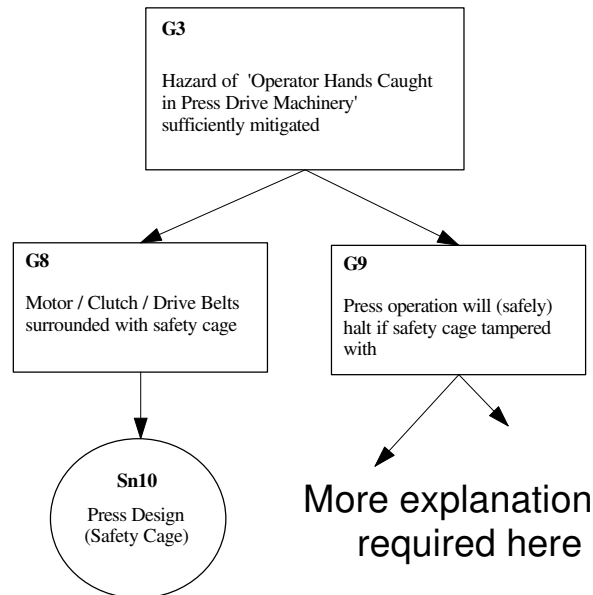 G3
Hazard of 'Operator Hands Caught
in Press Drive Machinery'
sufficiently mitigated
G8
Motor / Clutch / Drive Belts
surrounded with safety cage
G9
Press operation will (safely)
halt if safety cage tampered
with
Sn10
Press Design
(Safety Cage)
More explanation
required here